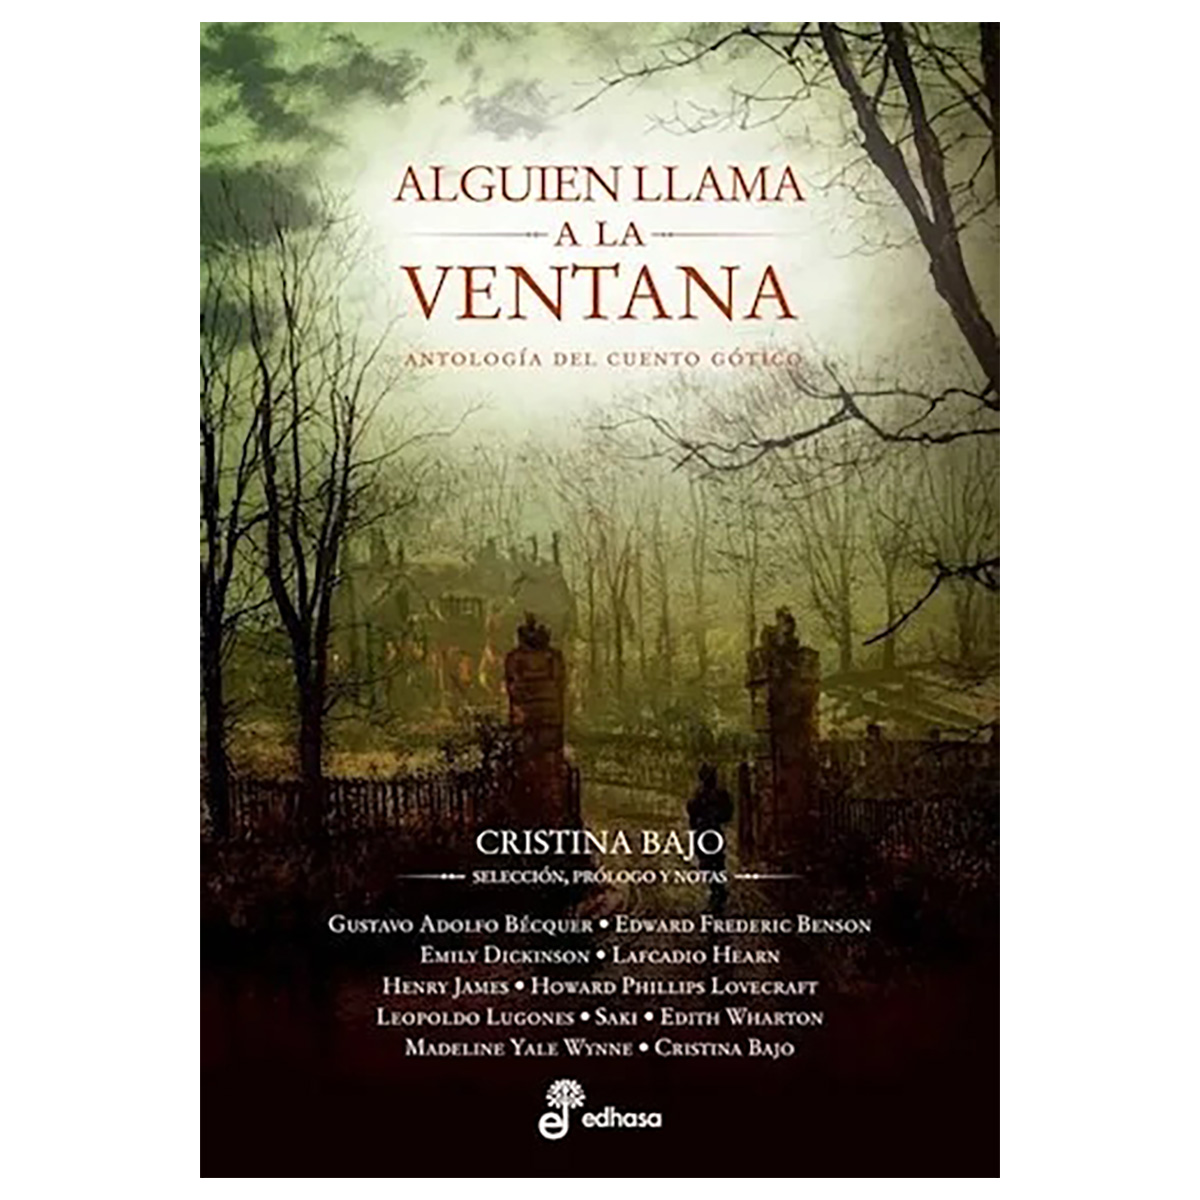 ALGUIEN LLAMA
A LA
VENTANA
ANTOLOGÍA DEL CUENTO GÓTICO
CRISTINA BAJO
SELECCIÓN, PRÓLOGO Y NOTAS
GUSTAVO ADOLFO BÉCQUER • EDWARD FREDERIC BENSON
EMILY DICKINSON • LAFCADIO HEARN
HENRY JAMES • HOWARD PHILLIPS LOVECRAFT
LEOPOLDO LUGONES • SAKI • EDITH WHARTON
MADELINE YALE WYNNE • CRISTINA BAJO
edhasa